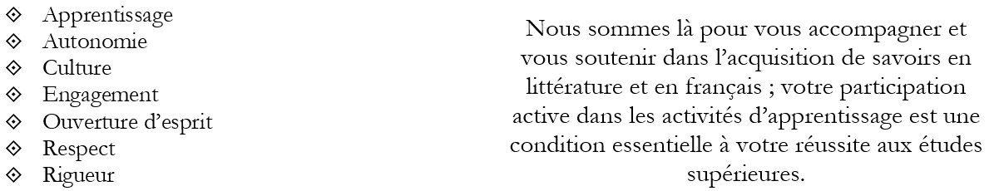 Apprentissage
Autonomie
Culture
Engagement
Ouverture d’esprit
Respect
Rigueur
Nous sommes là pour vous accompagner et
vous soutenir dans l’acquisition de savoirs en
littérature et en français ; votre participation
active dans les activités d’apprentissage est une
condition essentielle à votre réussite aux études
supérieures.